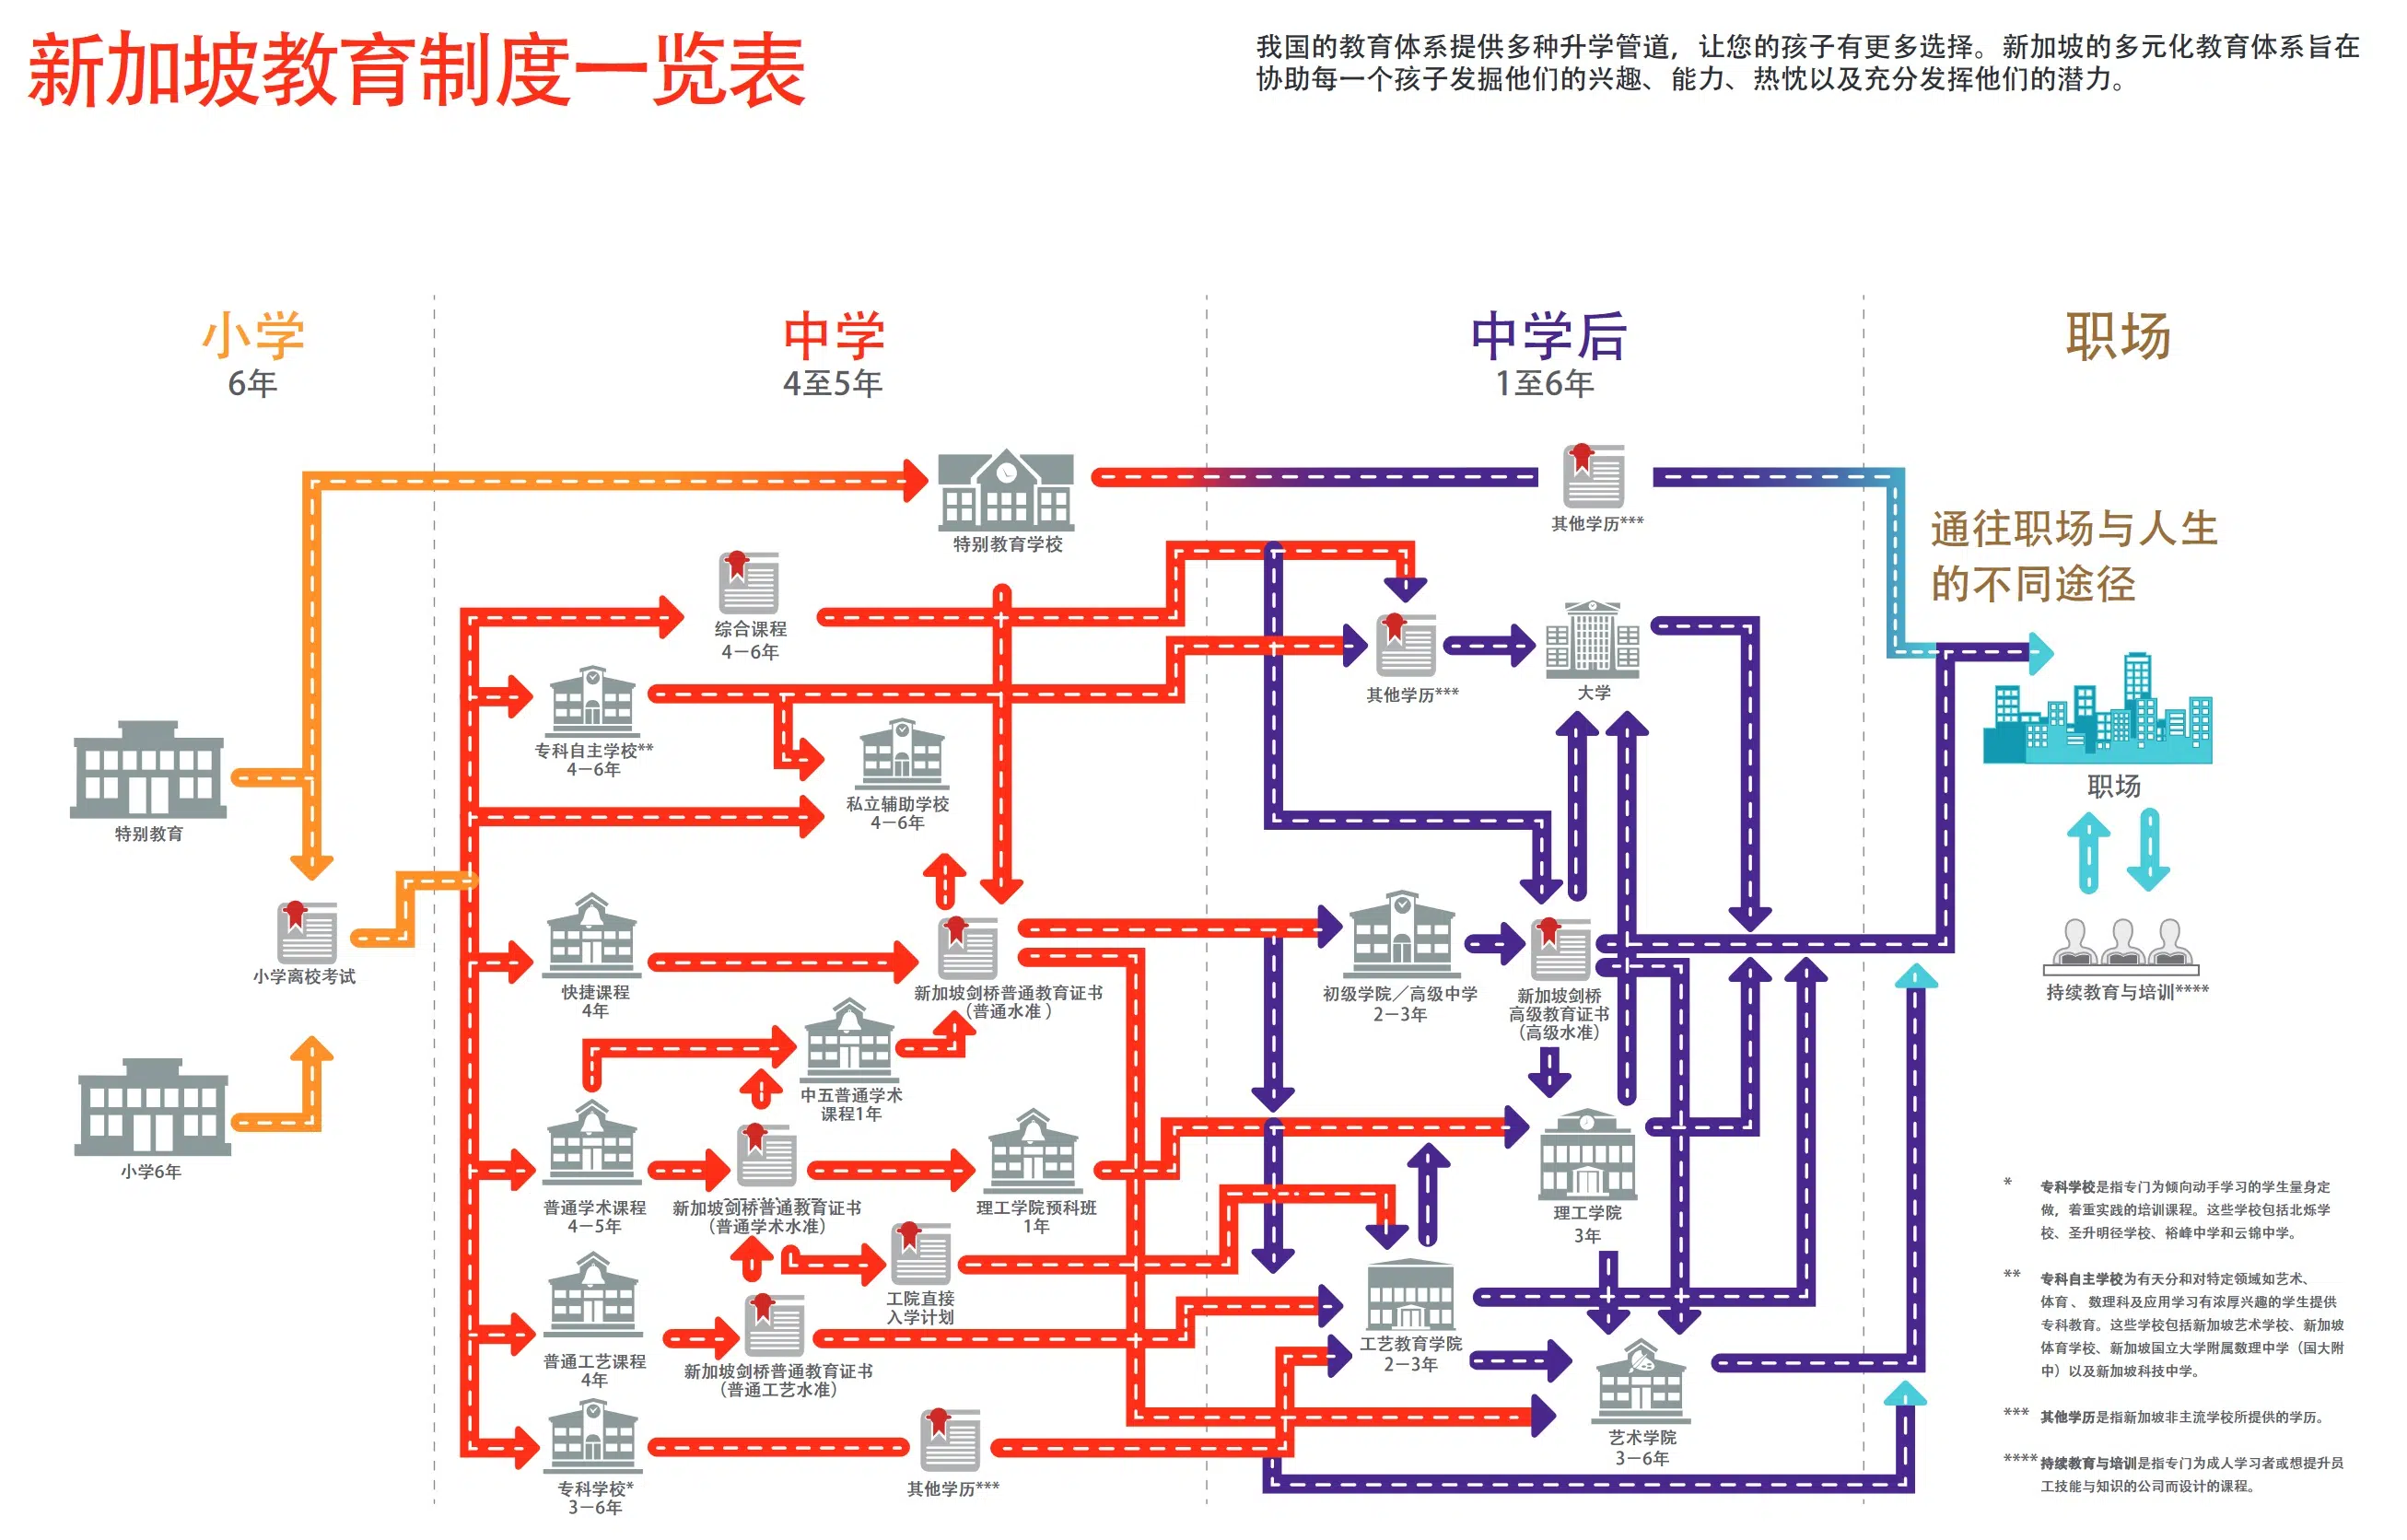 新加坡教育制度一览表
我国的教育体系提供多种升学管道，让您的孩子有更多选择。新加坡的多元化教育体系旨在
协助每一个孩子发掘他们的兴趣、能力、热忱以及充分发挥他们的潜力。
小学
6年
中学
4至5年
中学后
1至6年
职场
特别教育学校
其他学历***
通往职场与人生
的不同途径
综合课程
4－6年
专科自主学校**
4－6年
私立辅助学校
4－6年
其他学历***
大学
职场
特别教育
小学离校考试
快捷课程
4年
新加坡剑桥普通教育证书
（普通水准 ）
初级学院／高级中学
2－3年
新加坡剑桥
高级教育证书
（高级水准）
持续教育与培训****
中五普通学术
课程1年
小学6年
普通学术课程
4－5年
新加坡剑桥普通教育证书
（普通学术水准）
理工学院预科班
1年
理工学院
3年
工院直接
入学计划
普通工艺课程
4年
新加坡剑桥普通教育证书
（普通工艺水准）
工艺教育学院
2－3年
艺术学院
3－6年
专科学校*
3－6年
其他学历***
* 专科学校是指专门为倾向动手学习的学生量身定
做，着重实践的培训课程。这些学校包括北烁学
校、圣升明径学校、裕峰中学和云锦中学。
** 专科自主学校为有天分和对特定领域如艺术、
体育 、 数理科及应用学习有浓厚兴趣的学生提供
专科教育。这些学校包括新加坡艺术学校、新加坡
体育学校、新加坡国立大学附属数理中学（国大附
中）以及新加坡科技中学。
*** 其他学历是指新加坡非主流学校所提供的学历。
**** 持续教育与培训是指专门为成人学习者或想提升员
工技能与知识的公司而设计的课程。